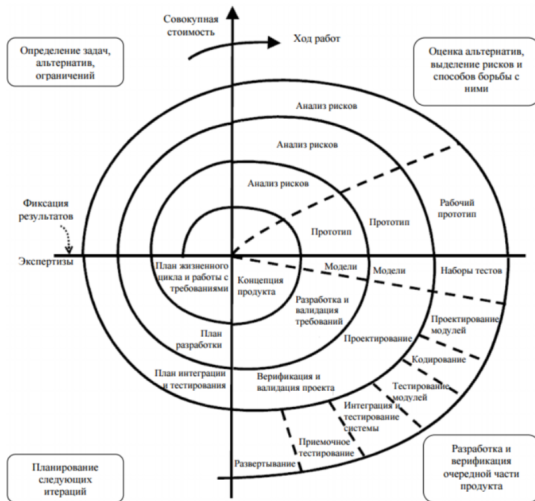 Совокупная
стоимость
Ход работ
Определение задач,
альтернатив,
ограничений
Оценка альтернатив,
выделение рисков и
способов борьбы с
ними
Анализ рисков
Анализ рисков
Анализ рисков
Фиксация
результатов
Рабочий
прототип
Прототип
Прототип
Экспертизы
План жизненного
цикла и работы с
требованиями
Концепция
продукта
Модели
Модели
Наборы тестов
Разработка и
валидация
требований
Проектирование
модулей
План
разработки
Проектирование
Кодирование
План интеграции
и тестирования
Верификация и
валидация проекта
Тестирование
модулей
Интеграция и
тестирование
системы
Приемочное
тестирование
Развертывание
Планирование
следующих
итераций
Разработка и
верификация
очередной части
продукта